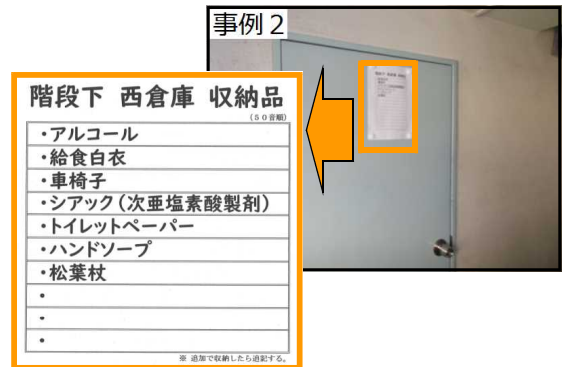 事例２
階段下 西倉庫 収納品
(５０音順)
・アルコール
・給食白衣
・車椅子
・シアック(次亜塩素酸製剤)
・トイレットペーパー
・ハンドソープ
・松葉杖
・
・
・
※ 追加で収納したら追記する。